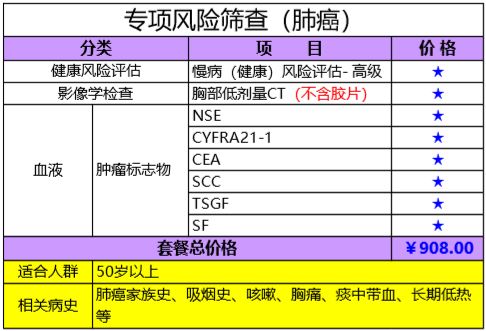 专项风险筛查（肺癌）
分类 项 目 价 格
健康风险评估 慢病（健康）风险评估- 高级 ★
影像学检查 胸部低剂量CT（不含胶片） ★
血液 肿瘤标志物 NSE ★
CYFRA21-1 ★
CEA ★
SCC ★
TSGF ★
SF ★
套餐总价格 ￥908.00
适合人群 50岁以上
相关病史 肺癌家族史、吸烟史、咳嗽、胸痛、痰中带血、长期低热
等